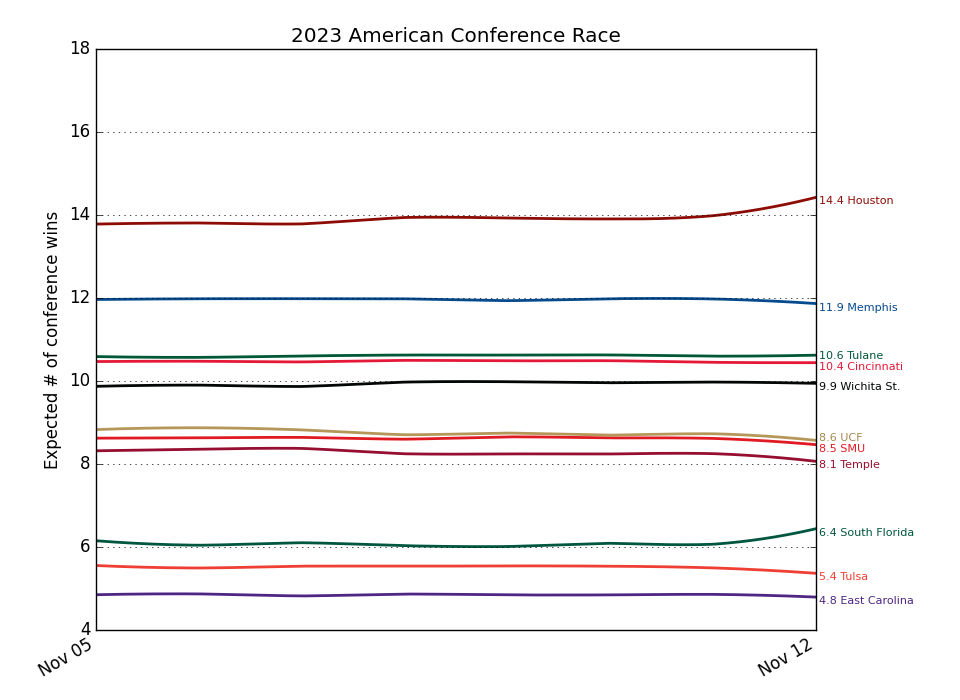 2023 American Conference Race
Expected # of conference wins
18
16
14
12
10
8
6
4
Nov 05
Nov 12
14.4 Houston
11.9 Memphis
10.6 Tulane
10.4 Cincinnati
9.9 Wichita St.
8.6 UCF
8.5 SMU
8.1 Temple
6.4 South Florida
5.4 Tulsa
4.8 East Carolina